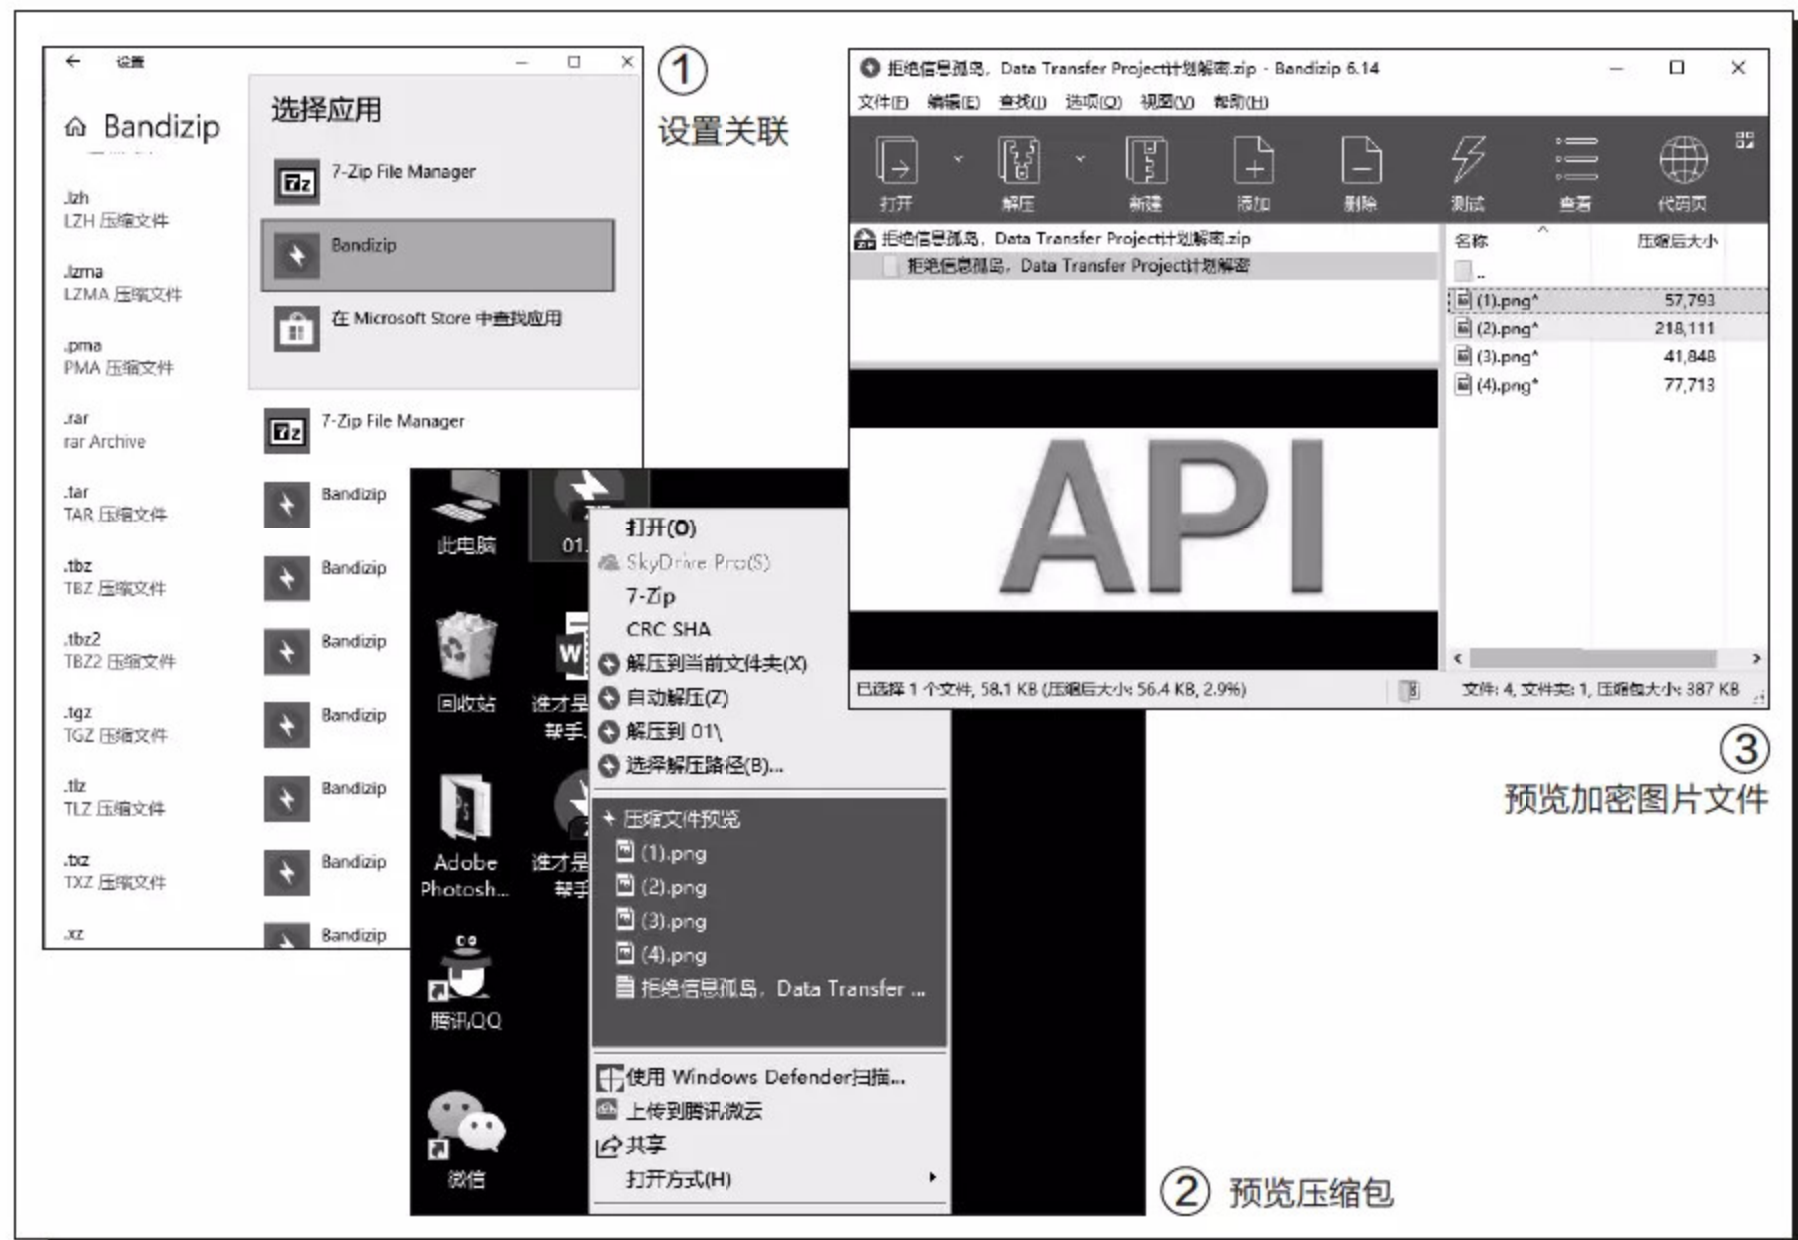 设置
Bandizip
选择应用
7-Zip File Manager
Bandizip
在 Microsoft Store 中查找应用
.lzh
LZH 压缩文件
.lzma
LZMA 压缩文件
.pma
PMA 压缩文件
.rar
rar Archive
7-Zip File Manager
.tar
TAR 压缩文件
Bandizip
.tbz
TBZ 压缩文件
Bandizip
.tbz2
TBZ2 压缩文件
Bandizip
.tgz
TGZ 压缩文件
Bandizip
.tlz
TLZ 压缩文件
Bandizip
.txz
TXZ 压缩文件
Bandizip
.xz
Bandizip
① 设置关联
此电脑
01.
回收站
谁才是
帮手.
Adobe
Photosh...
谁才是
帮手
腾讯QQ
微信
打开(O)
SkyDrive Pro(S)
7-Zip
CRC SHA
解压到当前文件夹(X)
自动解压(Z)
解压到 01\
选择解压路径(B)...
压缩文件预览
(1).png
(2).png
(3).png
(4).png
拒绝信息孤岛，Data Transfer ...
使用 Windows Defender扫描...
上传到腾讯微云
共享
打开方式(H)
② 预览压缩包
拒绝信息孤岛，Data Transfer Project计划解密.zip - Bandizip 6.14
文件(F) 编辑(E) 查找(I) 选项(O) 视图(V) 帮助(H)
打开 解压 新建 添加 删除 测试 查看 代码页
拒绝信息孤岛，Data Transfer Project计划解密.zip
拒绝信息孤岛，Data Transfer Project计划解密
名称 压缩后大小
..
(1).png* 57,793
(2).png* 218,111
(3).png* 41,848
(4).png* 77,713
API
已选择 1 个文件, 58.1 KB (压缩后大小: 56.4 KB, 2.9%)
文件: 4, 文件夹: 1, 压缩包大小: 387 KB
③
预览加密图片文件